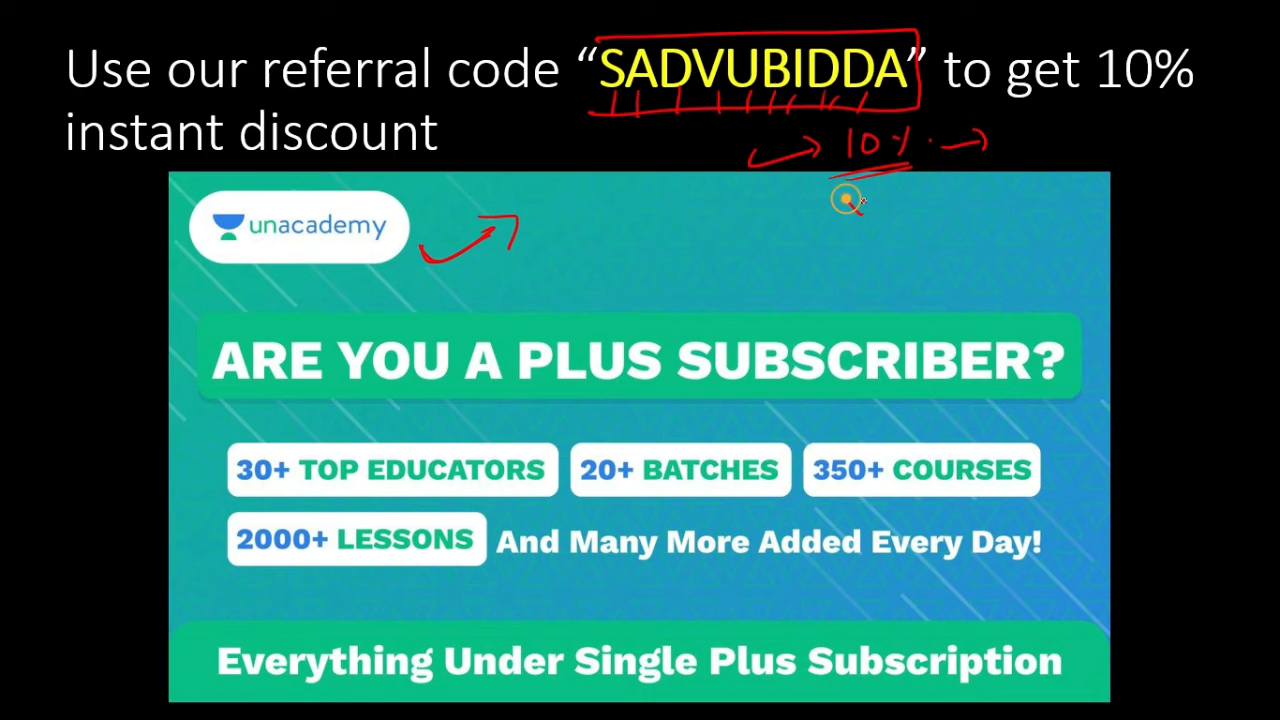 Use our referral code “SADVUBIDDA” to get 10%
instant discount
10%
unacademy
ARE YOU A PLUS SUBSCRIBER?
30+ TOP EDUCATORS 20+ BATCHES 350+ COURSES
2000+ LESSONS And Many More Added Every Day!
Everything Under Single Plus Subscription